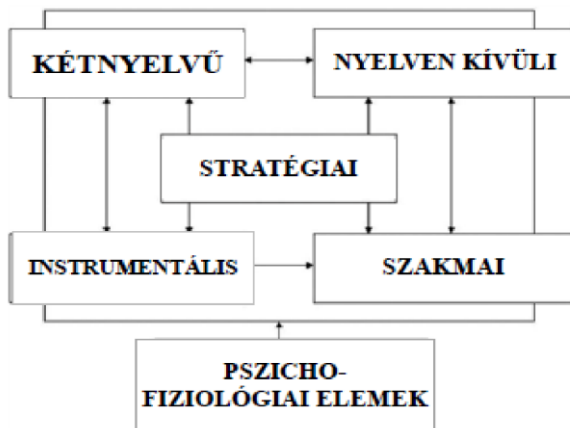 KÉTNYELVŰ
NYELVEN KÍVÜLI
STRATÉGIAI
INSTRUMENTÁLIS
SZAKMAI
PSZICHO-
FIZIOLÓGIAI ELEMEK